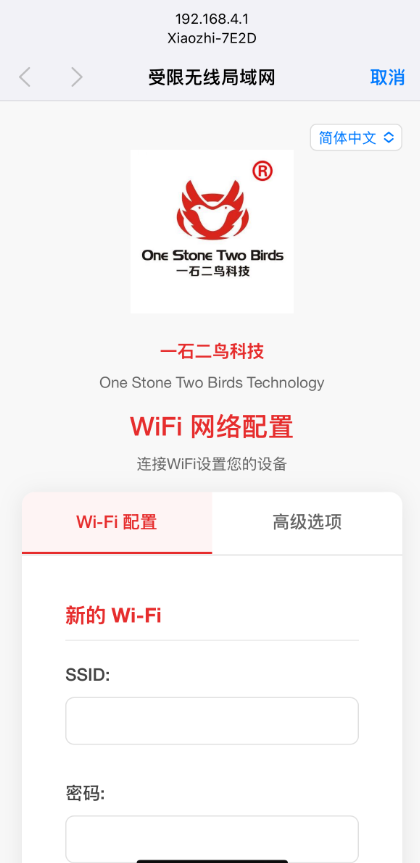 192.168.4.1
Xiaozhi-7E2D
受限无线局域网
取消
简体中文
®
One Stone Two Birds
一石二鸟科技
一石二鸟科技
One Stone Two Birds Technology
WiFi 网络配置
连接WiFi设置您的设备
Wi-Fi 配置
高级选项
新的 Wi-Fi
SSID:
密码: